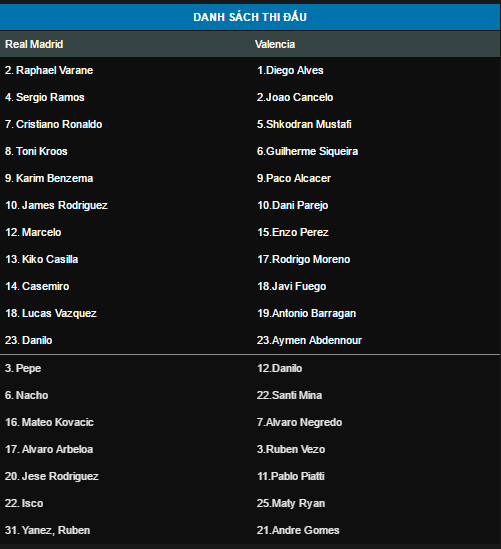 DANH SÁCH THI ĐẤU
Real Madrid Valencia
2. Raphael Varane 1.Diego Alves
4. Sergio Ramos 2.Joao Cancelo
7. Cristiano Ronaldo 5.Shkodran Mustafi
8. Toni Kroos 6.Guilherme Siqueira
9. Karim Benzema 9.Paco Alcacer
10. James Rodriguez 10.Dani Parejo
12. Marcelo 15.Enzo Perez
13. Kiko Casilla 17.Rodrigo Moreno
14. Casemiro 18.Javi Fuego
18. Lucas Vazquez 19.Antonio Barragan
23. Danilo 23.Aymen Abdennour
3. Pepe 12.Danilo
6. Nacho 22.Santi Mina
16. Mateo Kovacic 7.Alvaro Negredo
17. Alvaro Arbeloa 3.Ruben Vezo
20. Jese Rodriguez 11.Pablo Piatti
22. Isco 25.Maty Ryan
31. Yanez, Ruben 21.Andre Gomes